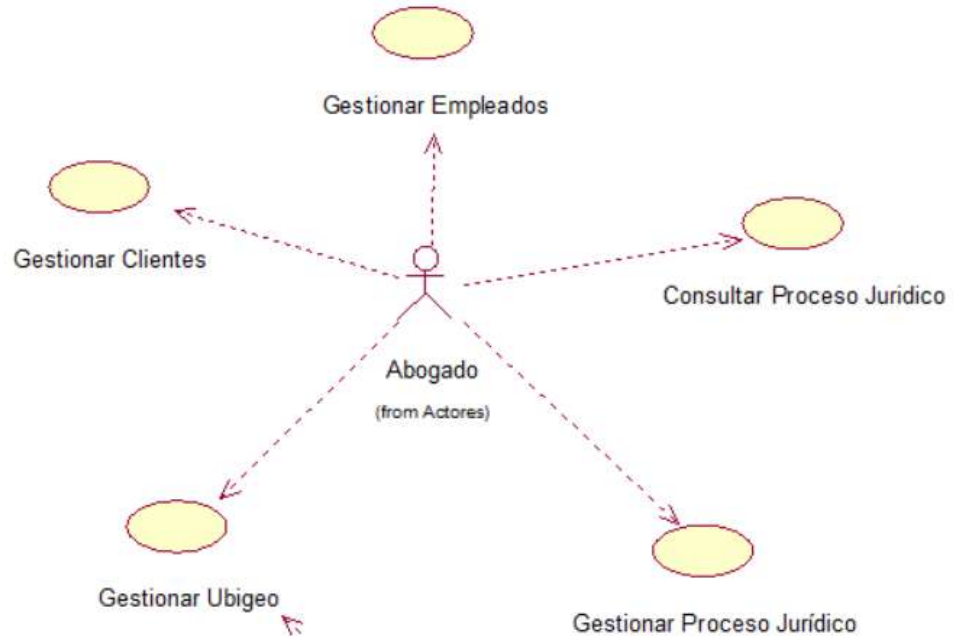 Gestionar Empleados
Gestionar Clientes
Consultar Proceso Juridico
Abogado
(from Actores)
Gestionar Ubigeo
Gestionar Proceso Jurídico